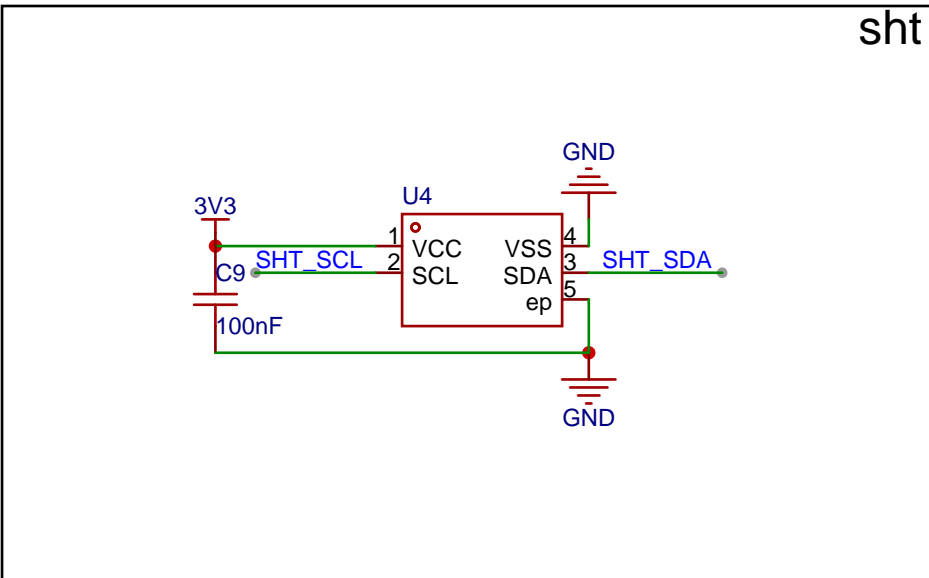 sht
GND
U4
3V3
1
VCC
VSS
4
SHT_SCL
2
SCL
SDA
3
SHT_SDA
C9
ep
5
100nF
GND